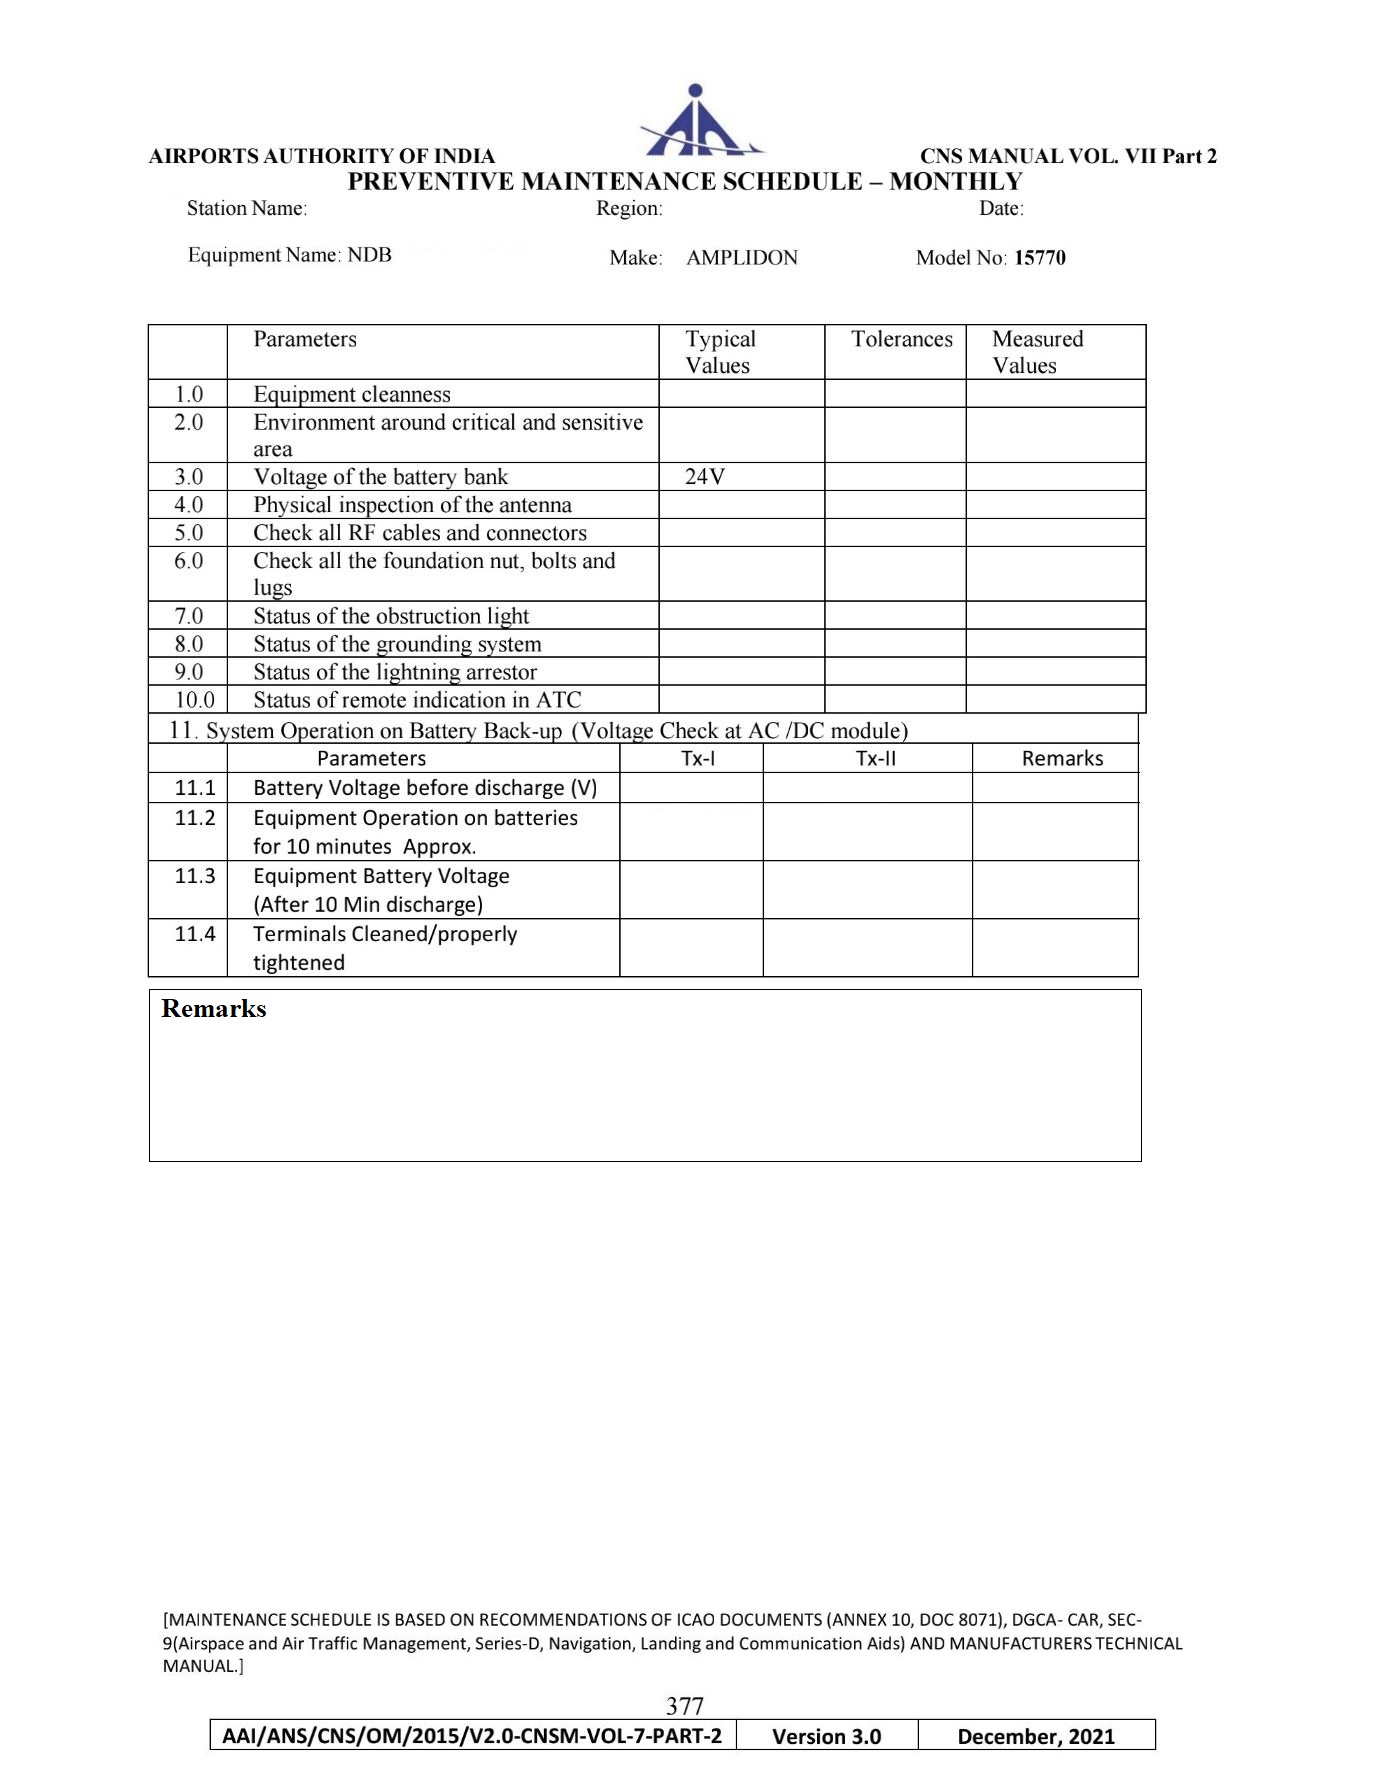 AIRPORTS AUTHORITY OF INDIA CNS MANUAL VOL. VII Part 2
PREVENTIVE MAINTENANCE SCHEDULE – MONTHLY
Station Name: Region: Date:
Equipment Name: NDB Make: AMPLIDON Model No: 15770
Parameters Typical Tolerances Measured
Values Values
1.0 Equipment cleanness
2.0 Environment around critical and sensitive
area
3.0 Voltage of the battery bank 24V
4.0 Physical inspection of the antenna
5.0 Check all RF cables and connectors
6.0 Check all the foundation nut, bolts and
lugs
7.0 Status of the obstruction light
8.0 Status of the grounding system
9.0 Status of the lightning arrestor
10.0 Status of remote indication in ATC
11. System Operation on Battery Back-up (Voltage Check at AC /DC module)
Parameters Tx-I Tx-II Remarks
11.1 Battery Voltage before discharge (V)
11.2 Equipment Operation on batteries
for 10 minutes Approx.
11.3 Equipment Battery Voltage
(After 10 Min discharge)
11.4 Terminals Cleaned/properly
tightened
Remarks
[MAINTENANCE SCHEDULE IS BASED ON RECOMMENDATIONS OF ICAO DOCUMENTS (ANNEX 10, DOC 8071), DGCA- CAR, SEC-
9(Airspace and Air Traffic Management, Series-D, Navigation, Landing and Communication Aids) AND MANUFACTURERS TECHNICAL
MANUAL.]
377
AAI/ANS/CNS/OM/2015/V2.0-CNSM-VOL-7-PART-2 Version 3.0 December, 2021